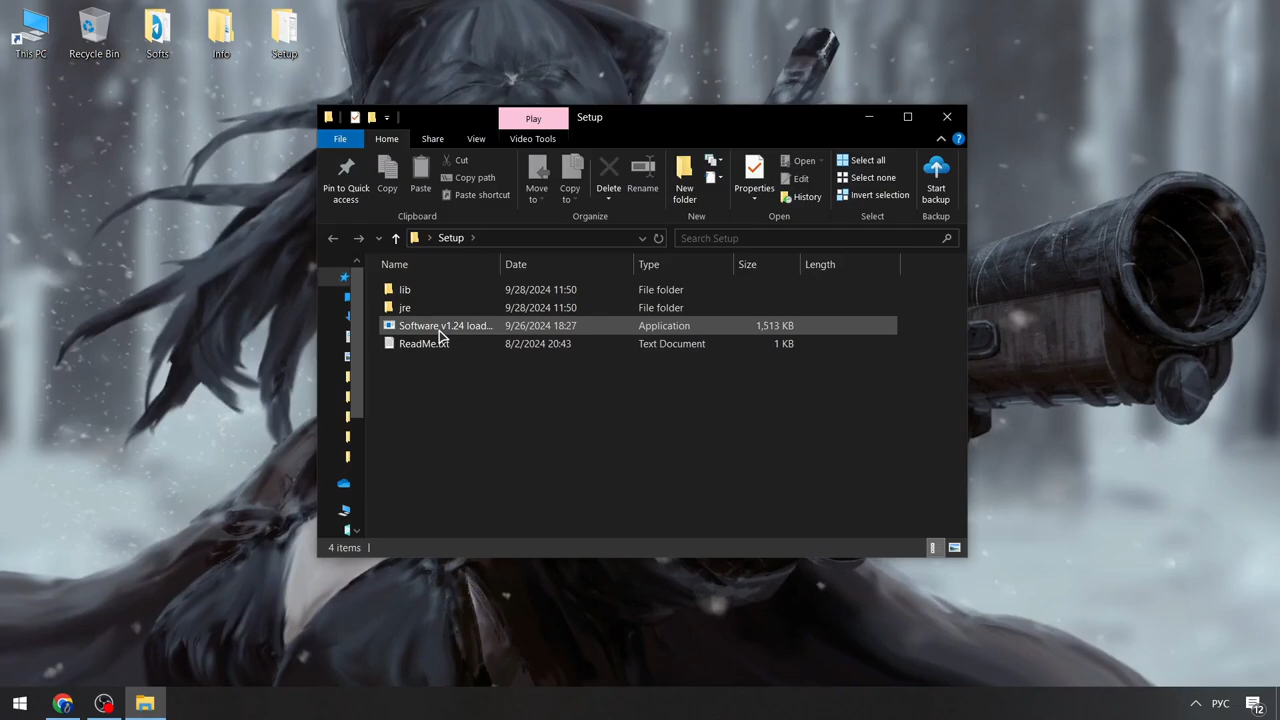 This PC
Recycle Bin
Softs
Info
Setup
Play
Setup
File
Home
Share
View
Video Tools
Pin to Quick access
Copy
Paste
Cut
Copy path
Paste shortcut
Move to
Copy to
Delete
Rename
New folder
Properties
Open
Edit
History
Select all
Select none
Invert selection
Start backup
Clipboard
Organize
New
Open
Select
Backup
Setup
Search Setup
Name
Date
Type
Size
Length
lib
9/28/2024 11:50
File folder
jre
9/28/2024 11:50
File folder
Software v1.24 load...
9/26/2024 18:27
Application
1,513 KB
ReadMe.txt
8/2/2024 20:43
Text Document
1 KB
4 items
РУС
12